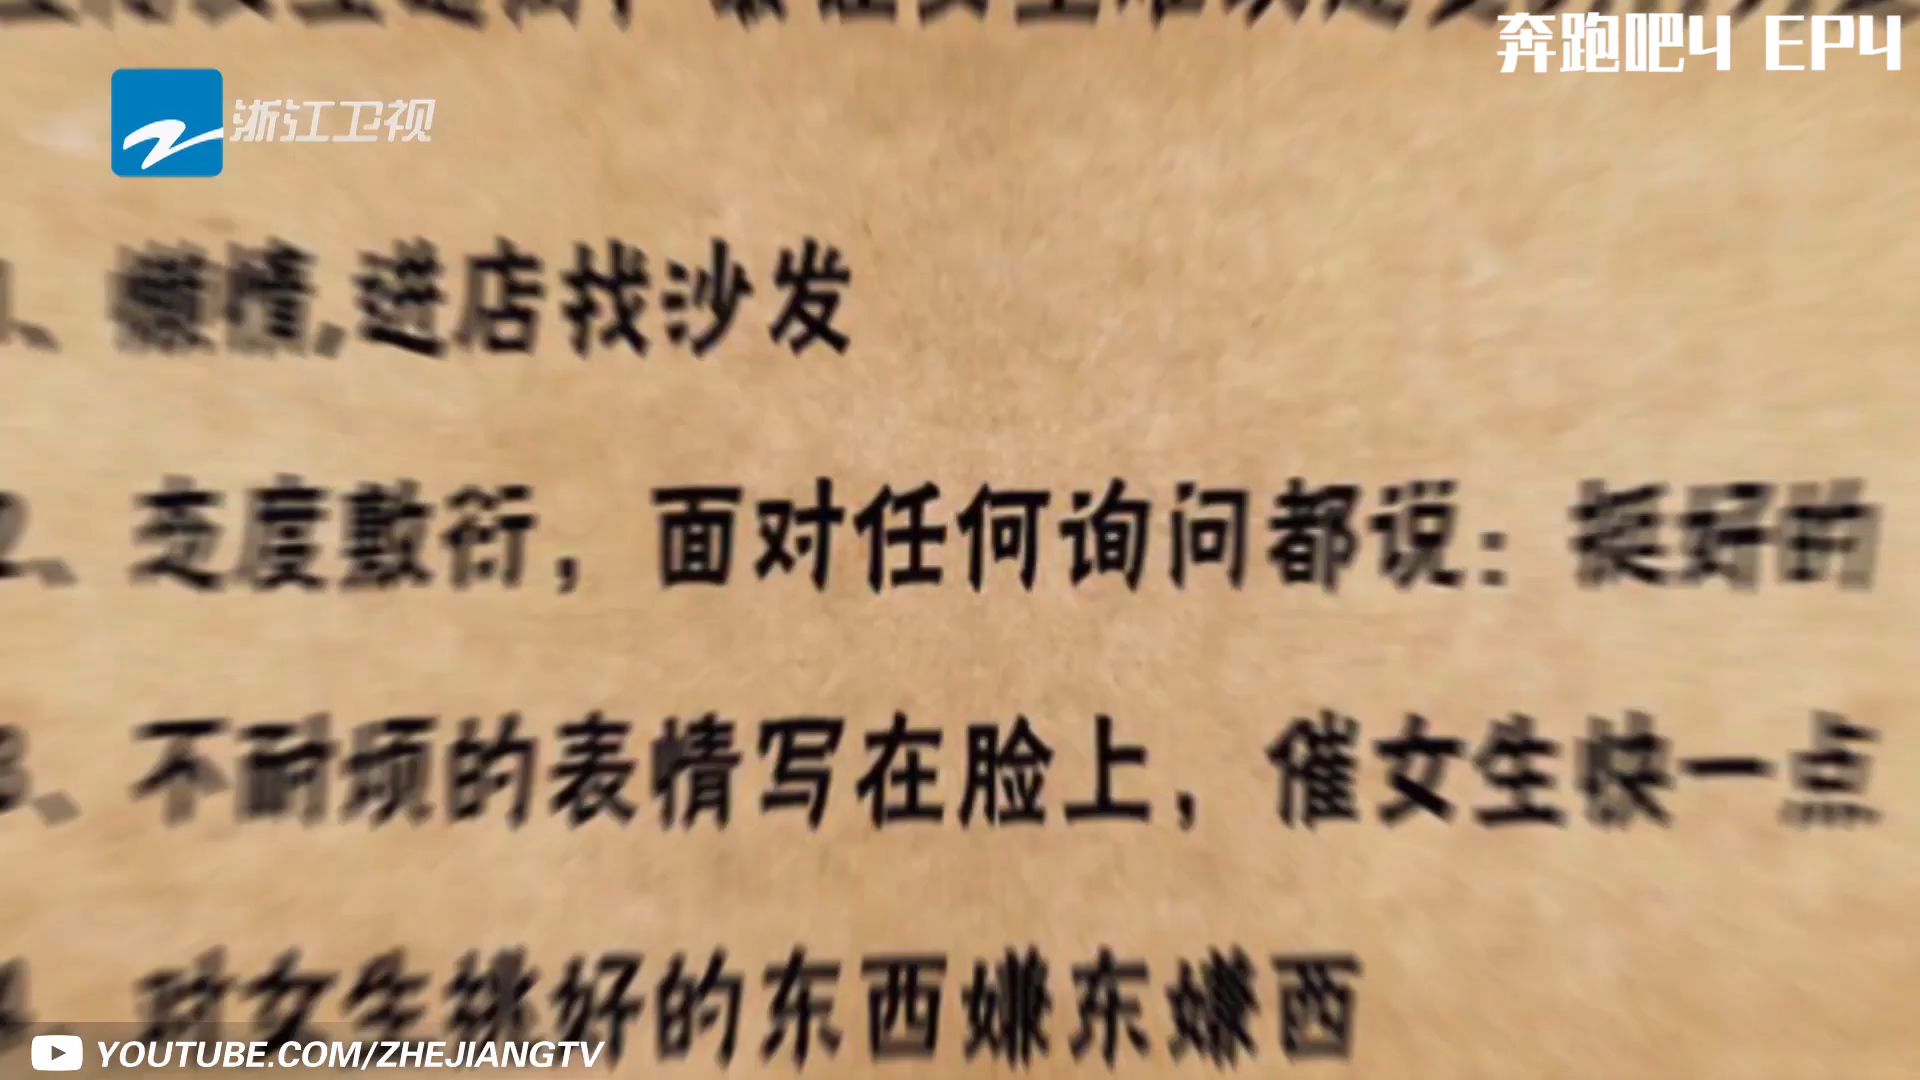 奔跑吧4 EP4
浙江卫视
1、懒惰,进店找沙发
2、态度敷衍，面对任何询问都说：挺好的
3、不耐烦的表情写在脸上，催女生快一点
4、对女生挑好的东西嫌东嫌西
YOUTUBE.COM/ZHEJIANGTV